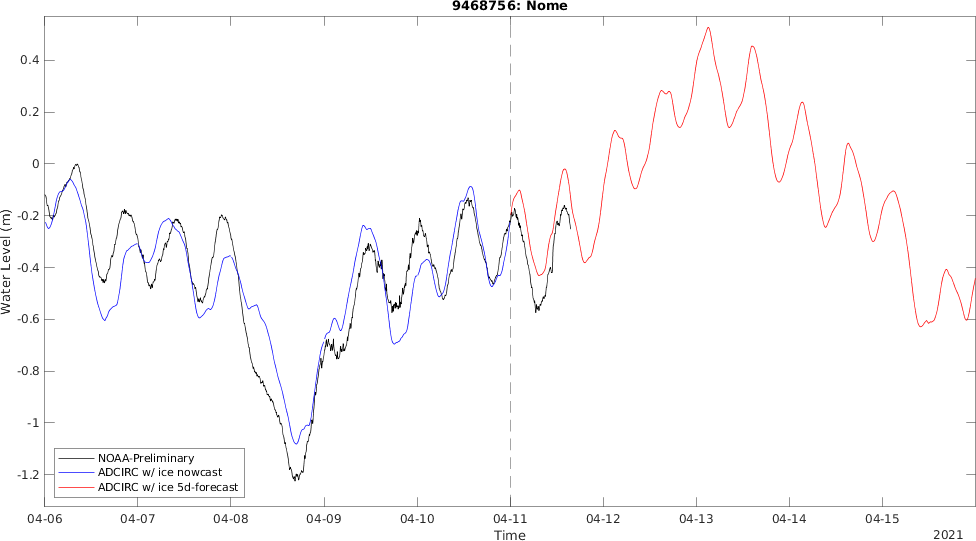 9468756: Nome
Water Level (m)
0.4
0.2
0
-0.2
-0.4
-0.6
-0.8
-1
-1.2
NOAA-Preliminary
ADCIRC w/ ice nowcast
ADCIRC w/ ice 5d-forecast
04-06 04-07 04-08 04-09 04-10 04-11 04-12 04-13 04-14 04-15
Time
2021